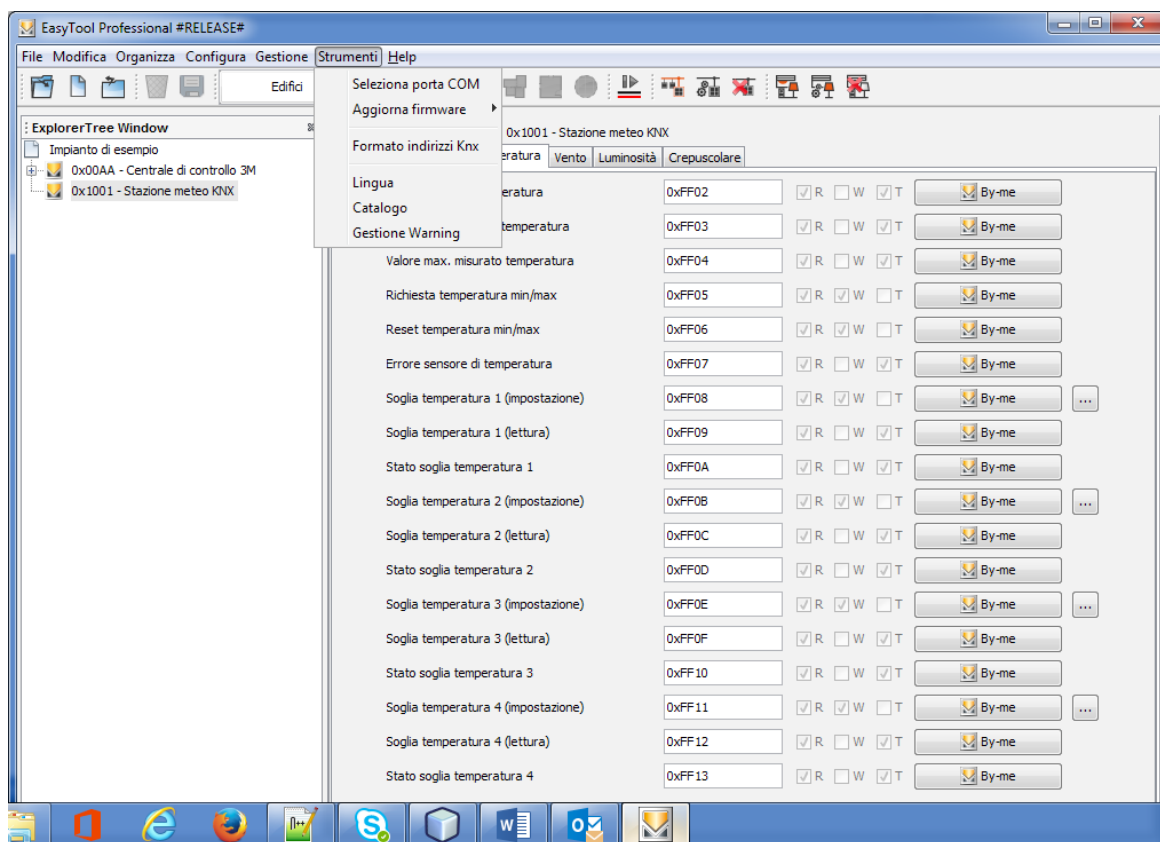 EasyTool Professional #RELEASE#
File Modifica Organizza Configura Gestione Strumenti Help
Edifici
Seleziona porta COM
Aggiorna firmware
Formato indirizzi Knx
Lingua
Catalogo
Gestione Warning
ExplorerTree Window
Impianto di esempio
0x00AA - Centrale di controllo 3M
0x1001 - Stazione meteo KNX
0x1001 - Stazione meteo KNX
eratura Vento Luminosità Crepuscolare
eratura 0xFF02 R W T By-me
temperatura 0xFF03 R W T By-me
Valore max. misurato temperatura 0xFF04 R W T By-me
Richiesta temperatura min/max 0xFF05 R W T By-me
Reset temperatura min/max 0xFF06 R W T By-me
Errore sensore di temperatura 0xFF07 R W T By-me
Soglia temperatura 1 (impostazione) 0xFF08 R W T By-me ...
Soglia temperatura 1 (lettura) 0xFF09 R W T By-me
Stato soglia temperatura 1 0xFF0A R W T By-me
Soglia temperatura 2 (impostazione) 0xFF0B R W T By-me ...
Soglia temperatura 2 (lettura) 0xFF0C R W T By-me
Stato soglia temperatura 2 0xFF0D R W T By-me
Soglia temperatura 3 (impostazione) 0xFF0E R W T By-me ...
Soglia temperatura 3 (lettura) 0xFF0F R W T By-me
Stato soglia temperatura 3 0xFF10 R W T By-me
Soglia temperatura 4 (impostazione) 0xFF11 R W T By-me ...
Soglia temperatura 4 (lettura) 0xFF12 R W T By-me
Stato soglia temperatura 4 0xFF13 R W T By-me